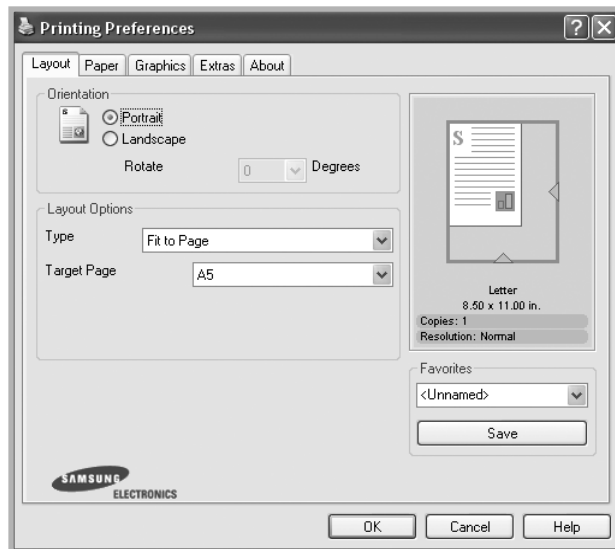 Printing Preferences
Layout Paper Graphics Extras About
Orientation
S
Portrait
Landscape
Rotate 0 Degrees
Layout Options
Type Fit to Page
Target Page A5
S
Letter
8.50 x 11.00 in.
Copies: 1
Resolution: Normal
Favorites
<Unnamed>
Save
SAMSUNG
ELECTRONICS
OK Cancel Help